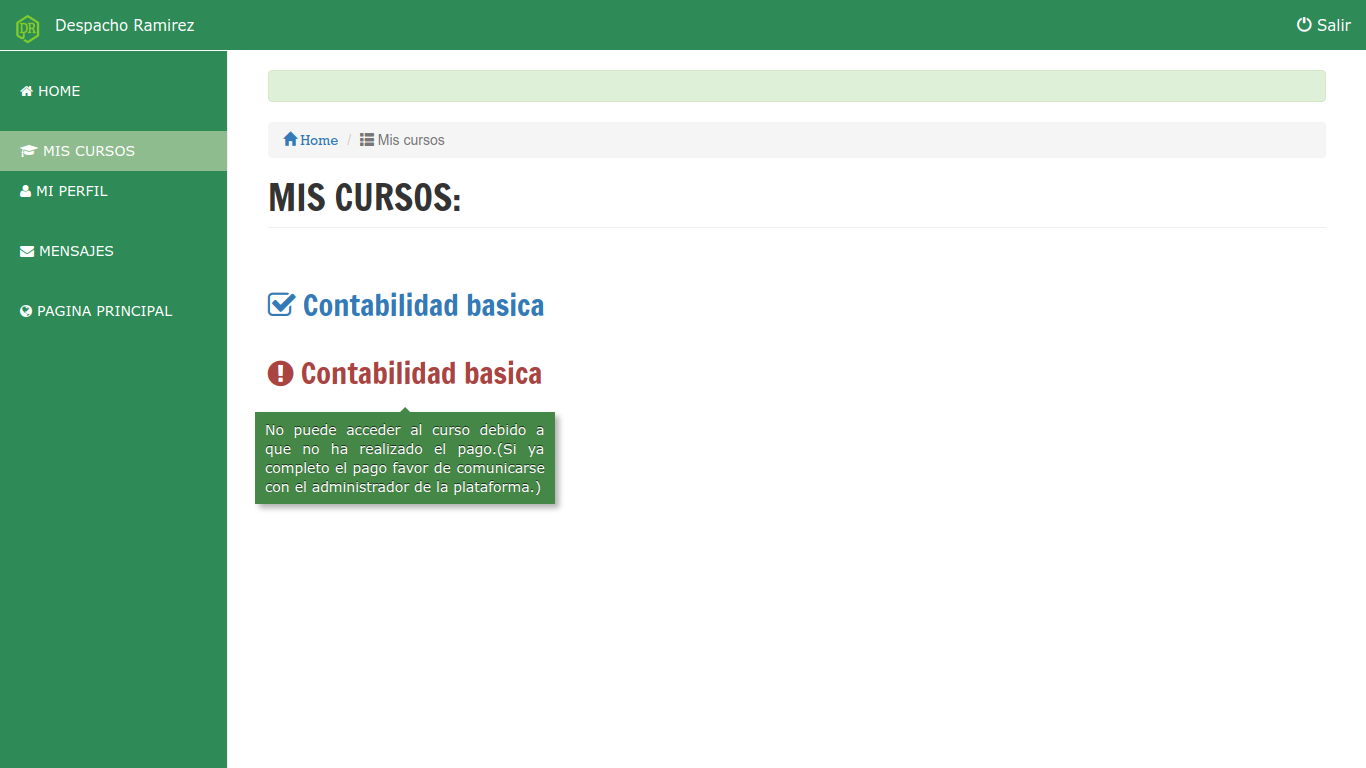 DR Despacho Ramirez
Salir
HOME
MIS CURSOS
MI PERFIL
MENSAJES
PAGINA PRINCIPAL
Home / Mis cursos
MIS CURSOS:
Contabilidad basica
Contabilidad basica
No puede acceder al curso debido a
que no ha realizado el pago.(Si ya
completo el pago favor de comunicarse
con el administrador de la plataforma.)